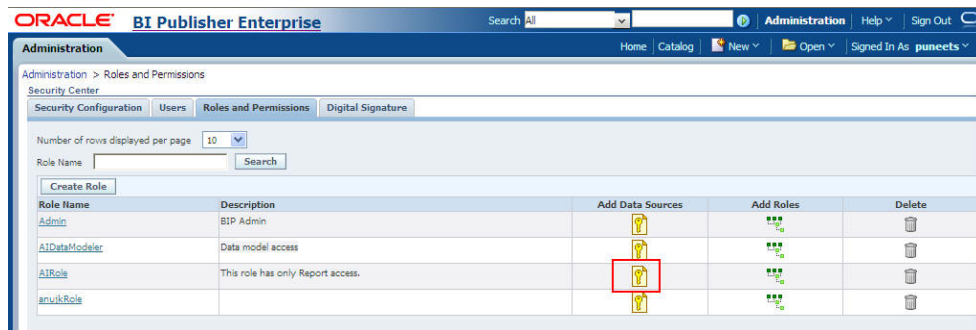 ORACLE BI Publisher Enterprise Search All Administration Help Sign Out
Administration Home Catalog New Open Signed In As puneets
Administration > Roles and Permissions
Security Center
Security Configuration Users Roles and Permissions Digital Signature
Number of rows displayed per page 10
Role Name Search
Create Role
Role Name Description Add Data Sources Add Roles Delete
Admin BIP Admin
AIDataModeler Data model access
AIRole This role has only Report access.
anujkRole